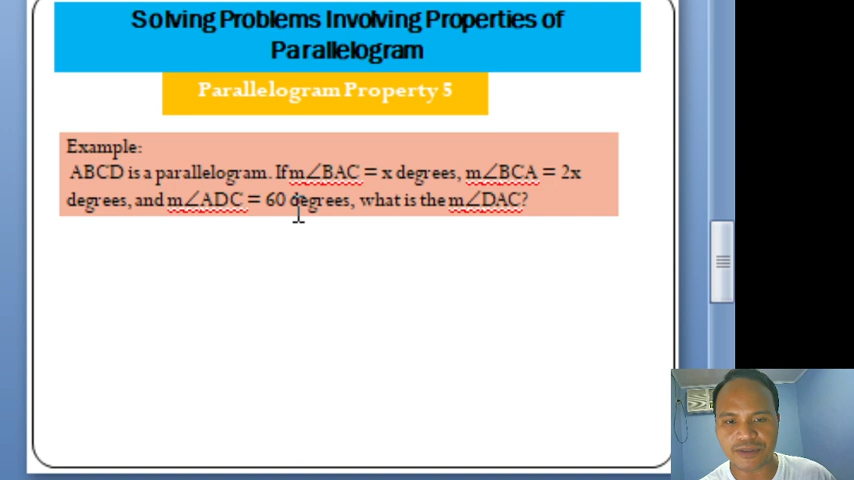 Solving Problems Involving Properties of
Parallelogram
Parallelogram Property 5
Example:
ABCD is a parallelogram. If m∠BAC = x degrees, m∠BCA = 2x
degrees, and m∠ADC = 60 degrees, what is the m∠DAC?